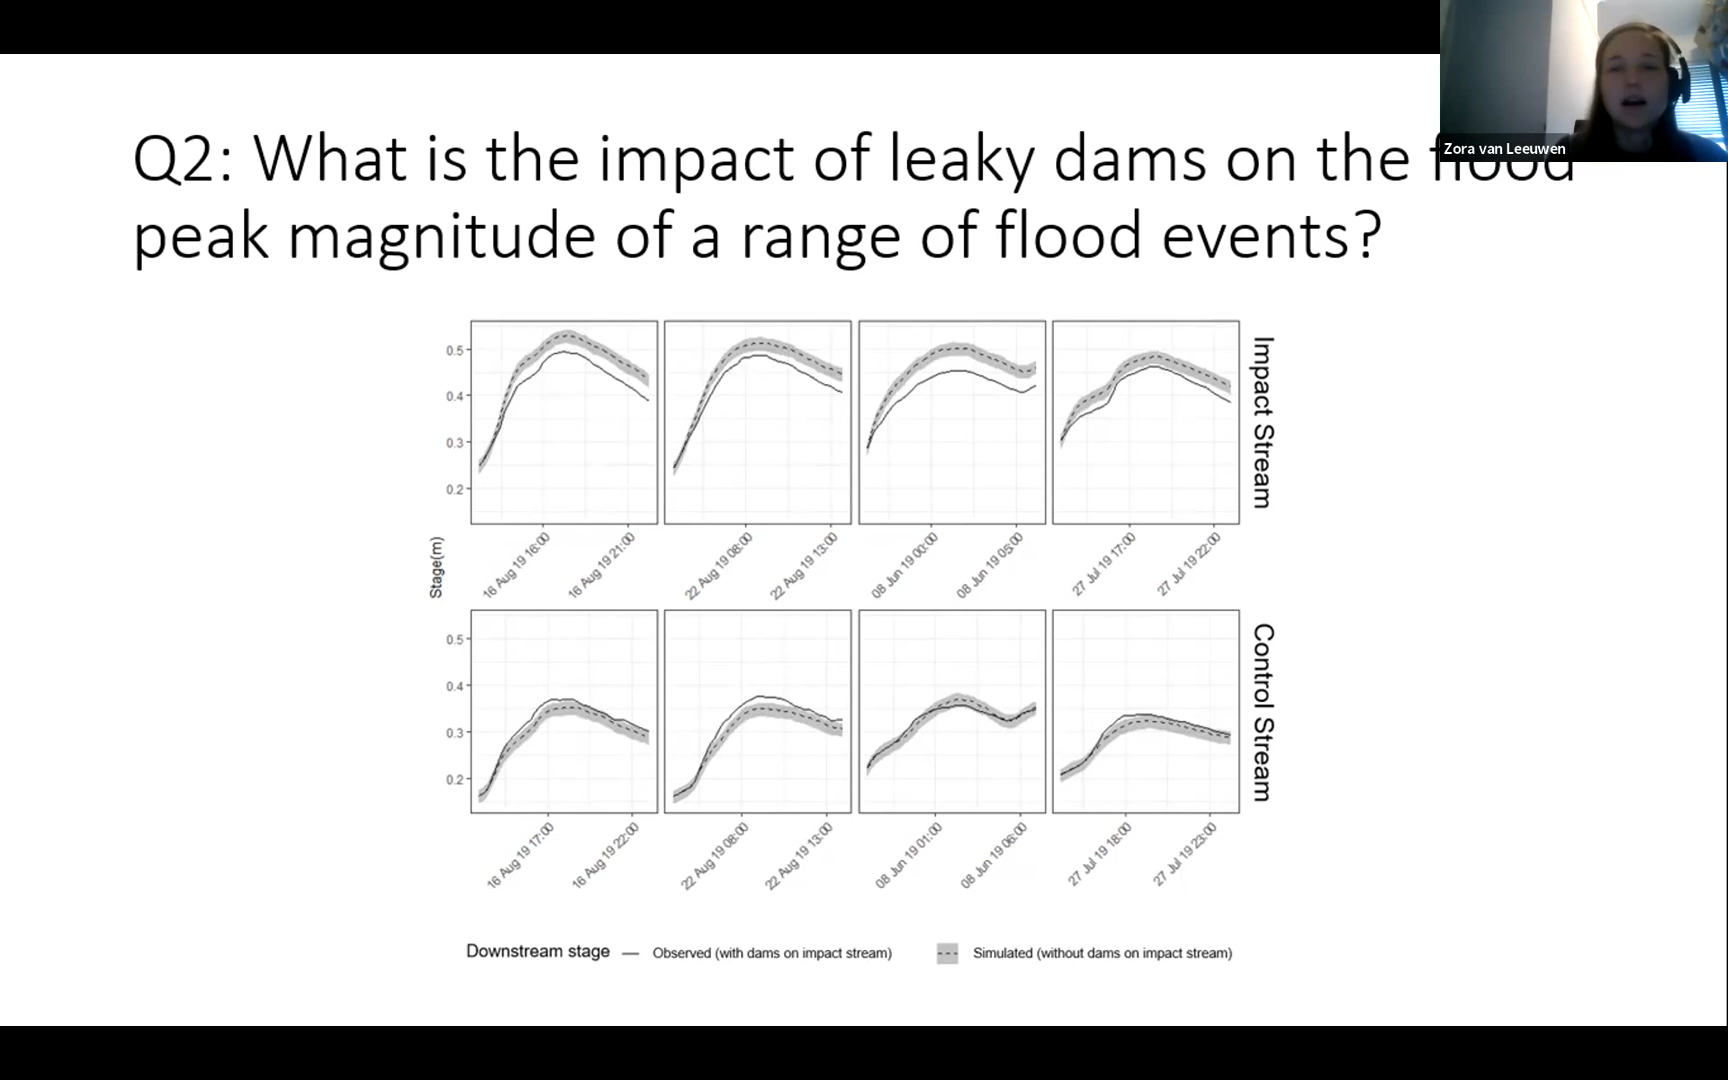 Zora van Leeuwen
Q2: What is the impact of leaky dams on the flood
peak magnitude of a range of flood events?
0.5
0.4
0.3
0.2
Impact Stream
16 Aug 19 16:00
16 Aug 19 21:00
22 Aug 19 08:00
22 Aug 19 13:00
08 Jun 19 00:00
08 Jun 19 05:00
27 Jul 19 17:00
27 Jul 19 22:00
Stage(m)
0.5
0.4
0.3
0.2
Control Stream
16 Aug 19 17:00
16 Aug 19 22:00
22 Aug 19 08:00
22 Aug 19 13:00
08 Jun 19 01:00
08 Jun 19 06:00
27 Jul 19 18:00
27 Jul 19 23:00
Downstream stage
Observed (with dams on impact stream)
Simulated (without dams on impact stream)